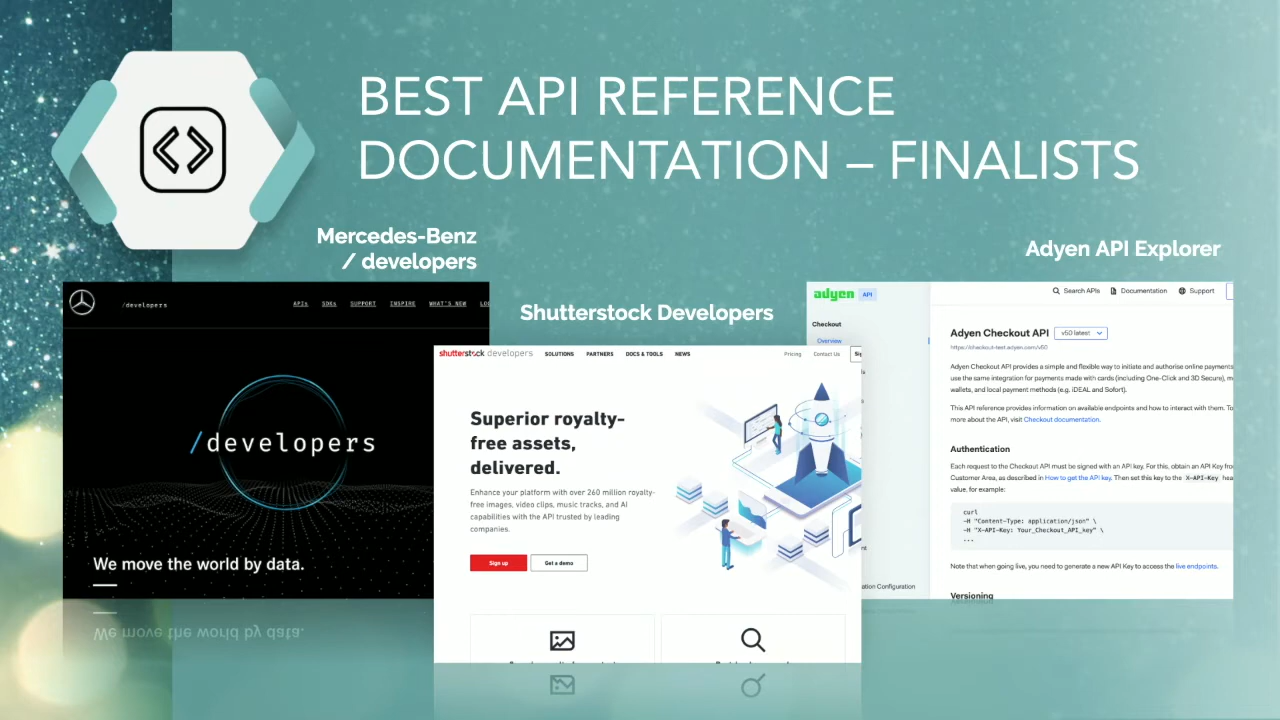 BEST API REFERENCE
DOCUMENTATION – FINALISTS
Mercedes-Benz
/ developers
/developers
APIs SDKs SUPPORT INSPIRE WHAT'S NEW
/developers
We move the world by data.
Shutterstock Developers
shutterstock developers SOLUTIONS PARTNERS DOCS & TOOLS NEWS Pricing Contact Us
Superior royalty-
free assets,
delivered.
Enhance your platform with over 260 million royalty-
free images, video clips, music tracks, and AI
capabilities with the API trusted by leading
companies.
Sign up Get a demo
Adyen API Explorer
adyen API
Search APIs Documentation Support
Checkout
Overview
ation Configuration
Adyen Checkout API v50 latest
https://checkout-test.adyen.com/v50
Adyen Checkout API provides a simple and flexible way to initiate and authorise online payments
use the same integration for payments made with cards (including One-Click and 3D Secure), m
wallets, and local payment methods (e.g. iDEAL and Sofort).
This API reference provides information on available endpoints and how to interact with them. To
more about the API, visit Checkout documentation.
Authentication
Each request to the Checkout API must be signed with an API key. For this, obtain an API Key fro
Customer Area, as described in How to get the API key. Then set this key to the X-API-Key hea
value, for example:
curl
-H "Content-Type: application/json" \
-H "X-API-Key: Your_Checkout_API_key" \
...
Note that when going live, you need to generate a new API Key to access the live endpoints.
Versioning